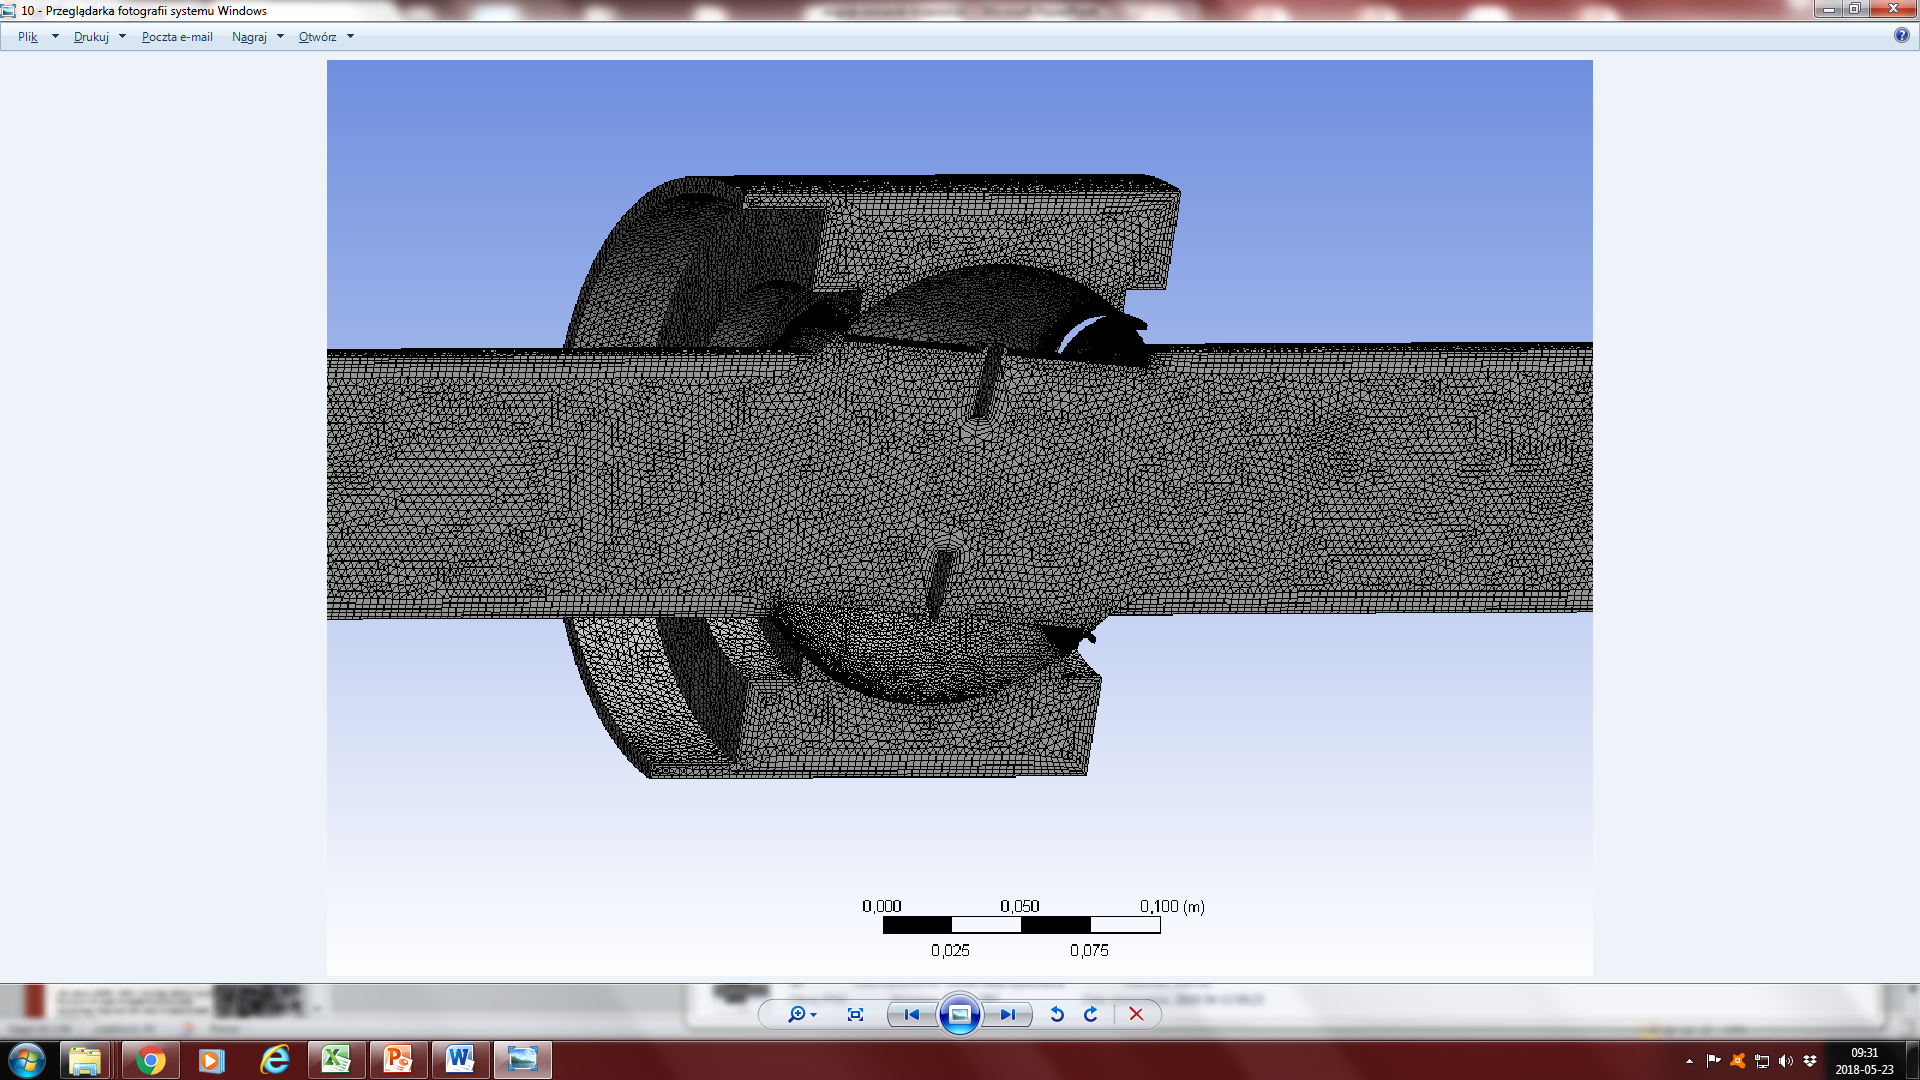 10 - Przeglądarka fotografii systemu Windows
Plik Drukuj Poczta e-mail Nagraj Otwórz
0,000 0,050 0,100 (m)
0,025 0,075
09:31
2018-05-23